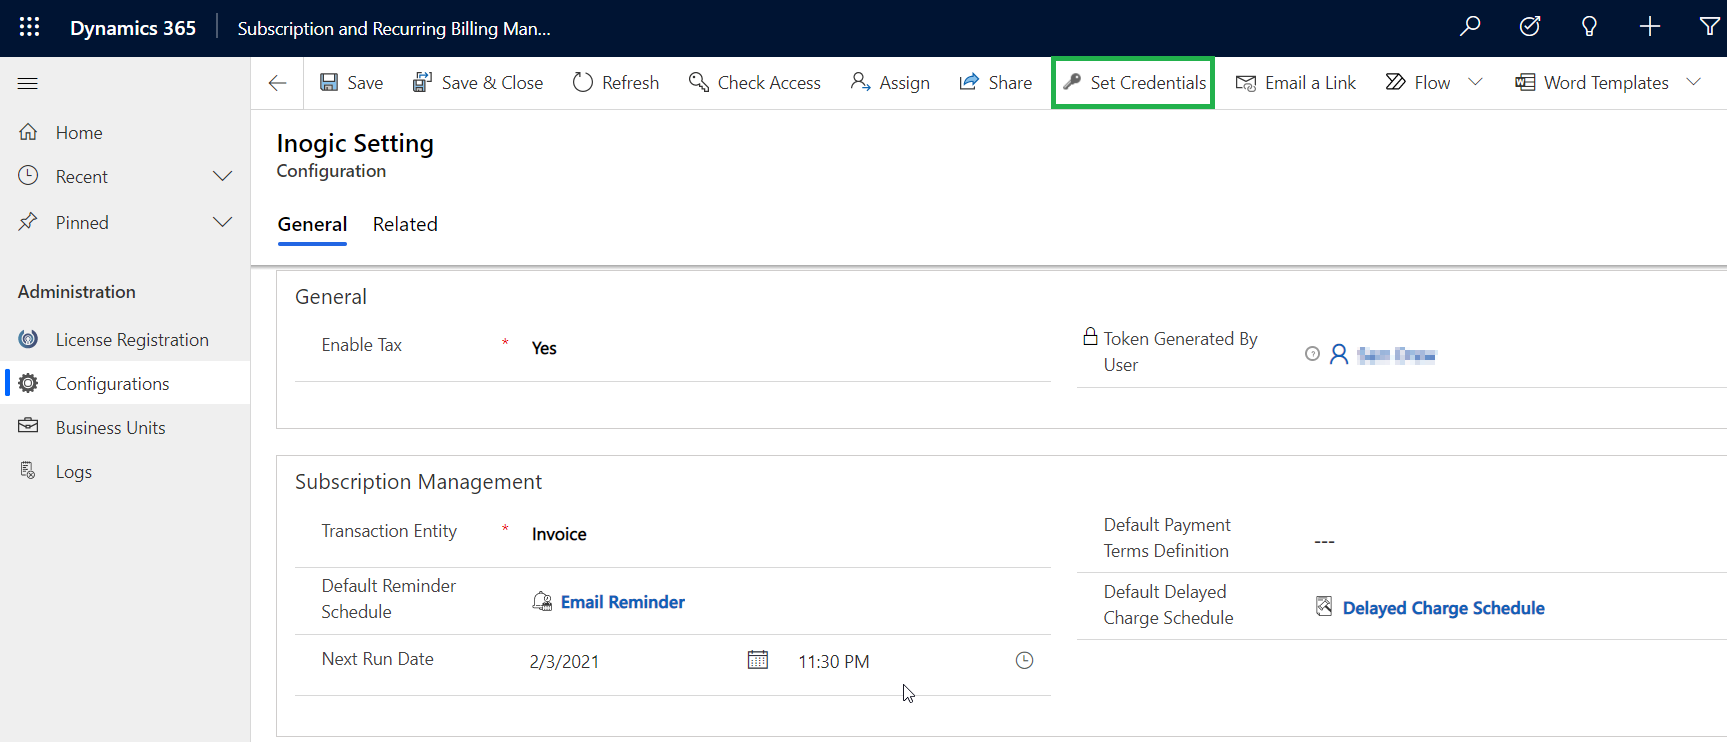 Dynamics 365
Subscription and Recurring Billing Man...
Save
Save & Close
Refresh
Check Access
Assign
Share
Set Credentials
Email a Link
Flow
Word Templates
Home
Recent
Pinned
Administration
License Registration
Configurations
Business Units
Logs
Inogic Setting
Configuration
General
Related
General
Enable Tax
*
Yes
Token Generated By
User
Subscription Management
Transaction Entity
*
Invoice
Default Payment
Terms Definition
---
Default Reminder
Schedule
Email Reminder
Default Delayed
Charge Schedule
Delayed Charge Schedule
Next Run Date
2/3/2021
11:30 PM